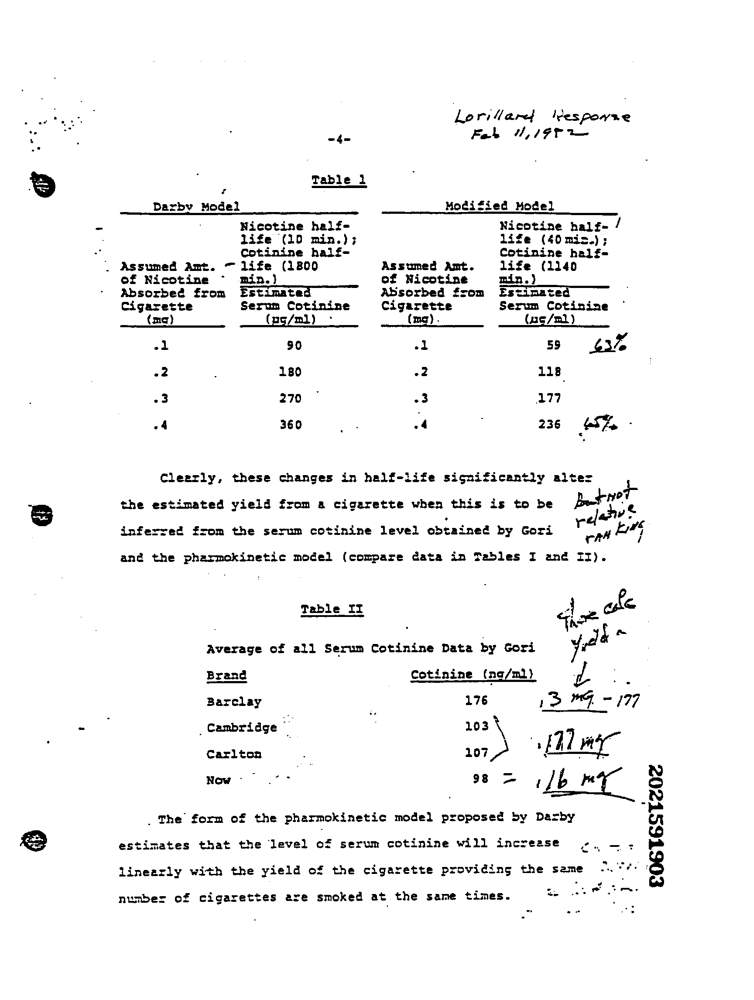 Lorillard Response
Feb 11, 1982
-4-
Table 1
Darby Model Modified Model
Nicotine half- Nicotine half-
life (10 min.); life (40 min.);
Cotinine half- Cotinine half-
Assumed Amt. life (1800 Assumed Amt. life (1140
of Nicotine min.) of Nicotine min.)
Absorbed from Estimated Absorbed from Estimated
Cigarette Serum Cotinine Cigarette Serum Cotinine
(mg) (ng/ml) (mg) (ng/ml)
.1 90 .1 59 63%
.2 180 .2 118
.3 270 .3 177
.4 360 .4 236 65%
Clearly, these changes in half-life significantly alter
the estimated yield from a cigarette when this is to be But not
inferred from the serum cotinine level obtained by Gori relative
and the pharmokinetic model (compare data in Tables I and II). ranking
Table II
Average of all Serum Cotinine Data by Gori
Brand Cotinine (ng/ml)
Barclay 176 .3 mg - 177
Cambridge 103
Carlton 107 .177 mg
Now 98 = .16 mg
The form of the pharmokinetic model proposed by Darby
estimates that the level of serum cotinine will increase
linearly with the yield of the cigarette providing the same
number of cigarettes are smoked at the same times.
2021591903